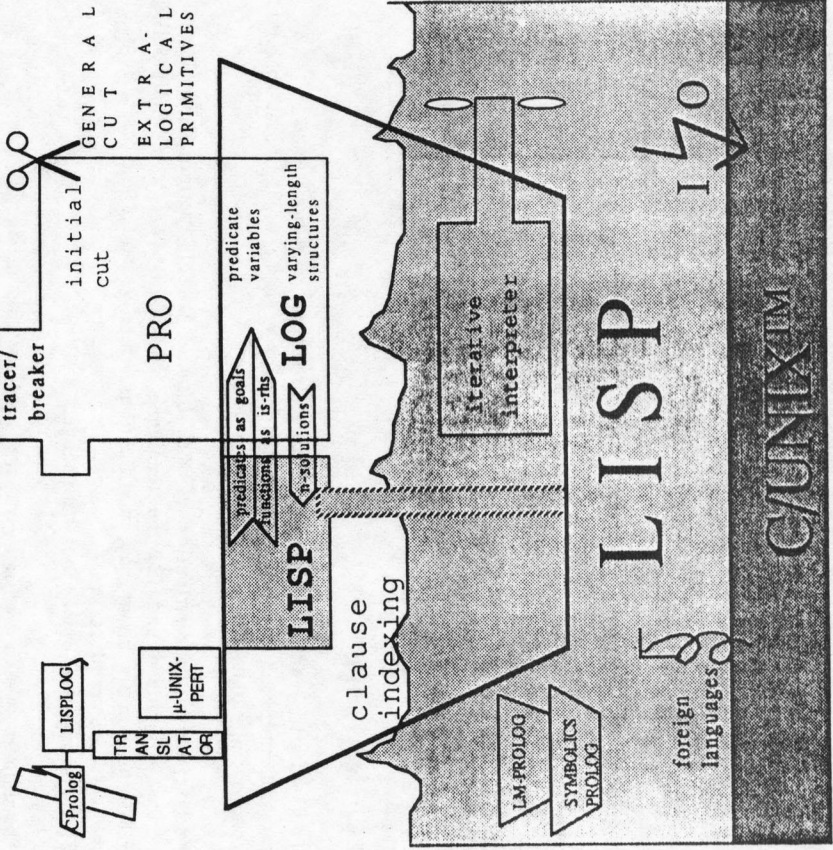 CProlog
LISPLOG
TR
AN
SL
AT
OR
µ-UNIX-
PERT
tracer/
breaker
initial
cut
GENERAL
CUT
EXTRA-
LOGICAL
PRIMITIVES
PRO
predicates as goals
functions as is-rhs
predicate
variables
n-solutions
LISP
LOG
varying-length
structures
clause
indexing
iterative
interpreter
LM-PROLOG
SYMBOLICS
PROLOG
LISP
foreign
languages
I/O
C/UNIX™